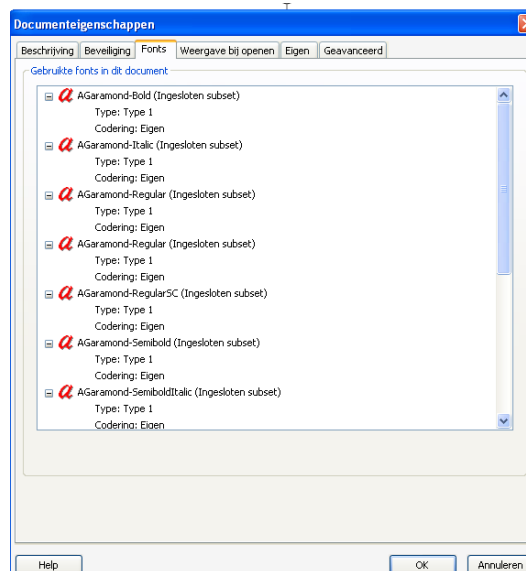 Documenteigenschappen
Beschrijving Beveiliging Fonts Weergave bij openen Eigen Geavanceerd
Gebruikte fonts in dit document
AGaramond-Bold (Ingesloten subset)
Type: Type 1
Codering: Eigen
AGaramond-Italic (Ingesloten subset)
Type: Type 1
Codering: Eigen
AGaramond-Regular (Ingesloten subset)
Type: Type 1
Codering: Eigen
AGaramond-Regular (Ingesloten subset)
Type: Type 1
Codering: Eigen
AGaramond-RegularSC (Ingesloten subset)
Type: Type 1
Codering: Eigen
AGaramond-Semibold (Ingesloten subset)
Type: Type 1
Codering: Eigen
AGaramond-SemiboldItalic (Ingesloten subset)
Type: Type 1
Codering: Eigen
Help OK Annuleren